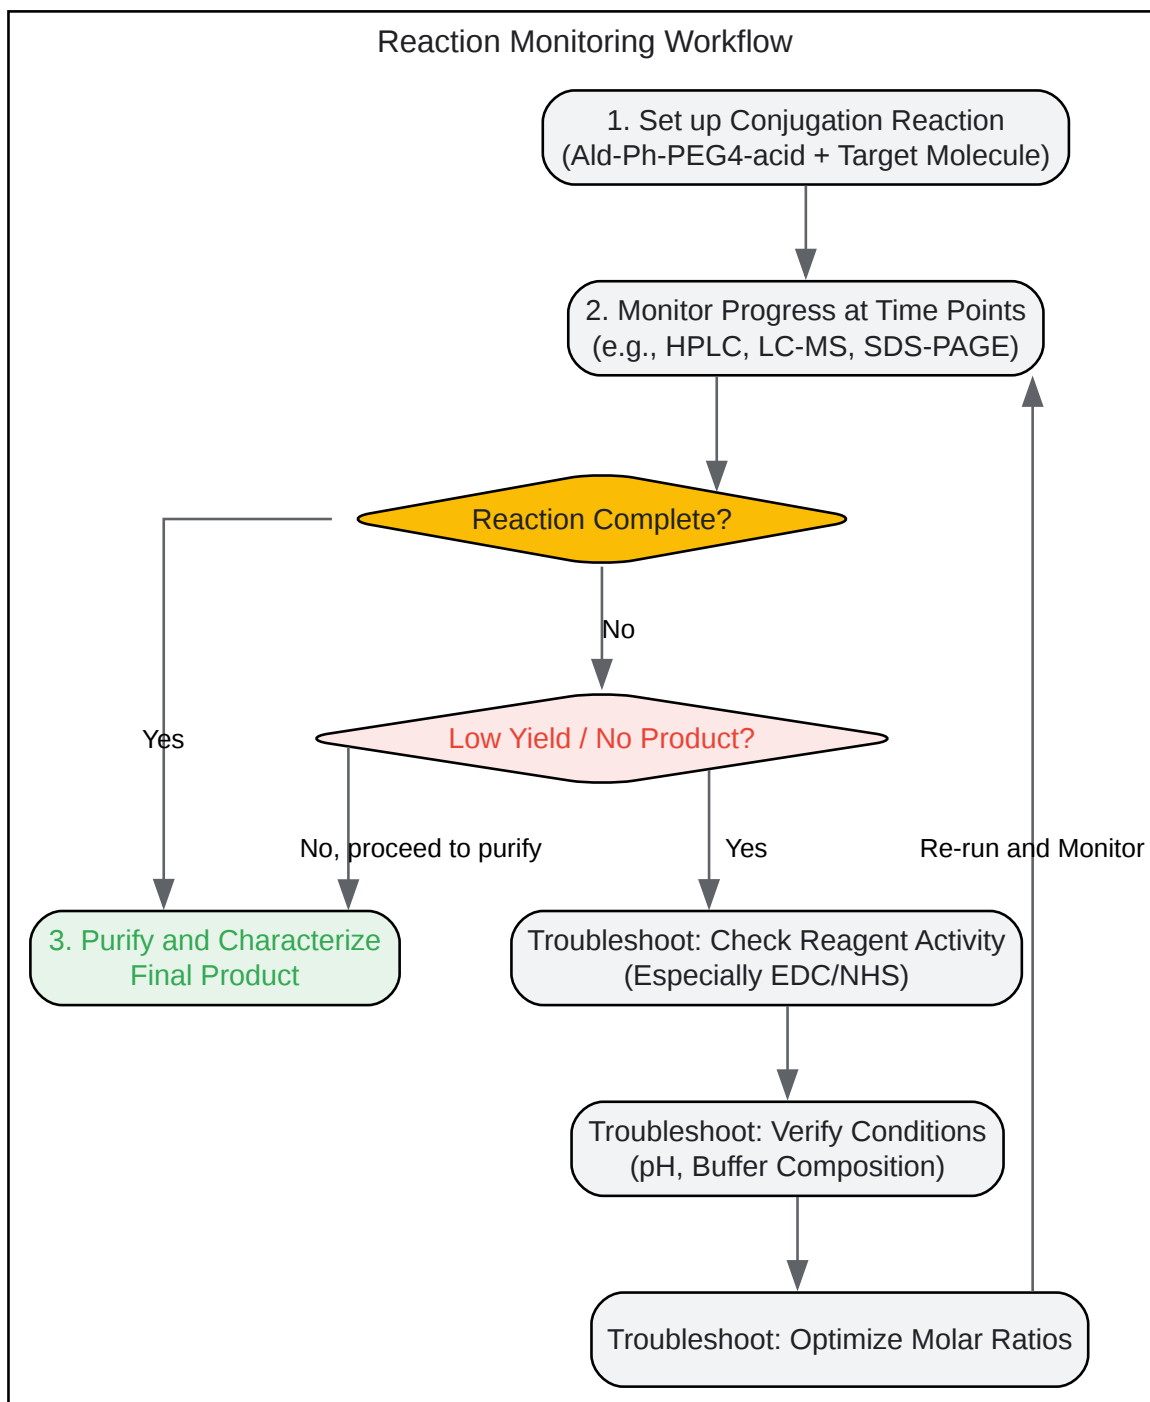 Reaction Monitoring Workflow
1. Set up Conjugation Reaction
(Ald-Ph-PEG4-acid + Target Molecule)
2. Monitor Progress at Time Points
(e.g., HPLC, LC-MS, SDS-PAGE)
Reaction Complete?
No
Yes
Low Yield / No Product?
No, proceed to purify
Yes
Re-run and Monitor
3. Purify and Characterize
Final Product
Troubleshoot: Check Reagent Activity
(Especially EDC/NHS)
Troubleshoot: Verify Conditions
(pH, Buffer Composition)
Troubleshoot: Optimize Molar Ratios